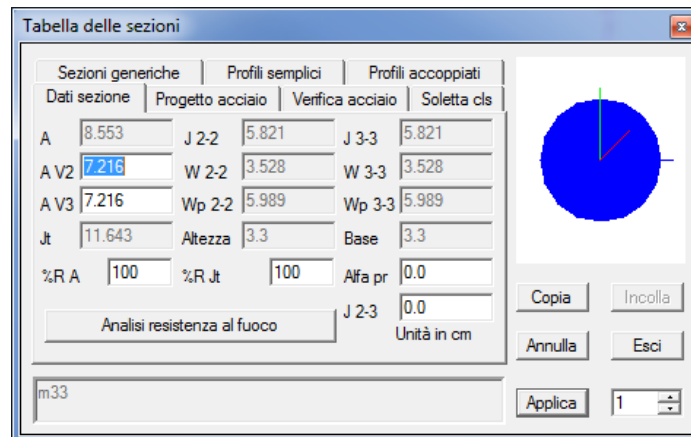 Tabella delle sezioni
Sezioni generiche Profili semplici Profili accoppiati
Dati sezione Progetto acciaio Verifica acciaio Soletta cls
A 8.553 J 2-2 5.821 J 3-3 5.821
A V2 7.216 W 2-2 3.528 W 3-3 3.528
A V3 7.216 Wp 2-2 5.989 Wp 3-3 5.989
Jt 11.643 Altezza 3.3 Base 3.3
%R A 100 %R Jt 100 Alfa pr 0.0
J 2-3 0.0
Analisi resistenza al fuoco
Unità in cm
Copia Incolla
Annulla Esci
m33
Applica 1